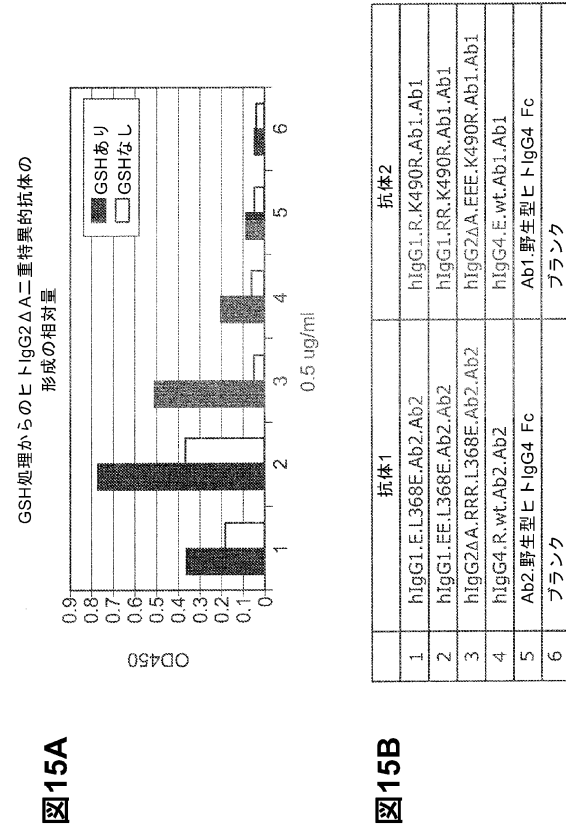 図15A
GSH処理からのヒトIgG2ΔA二重特異的抗体の
形成の相対量
GSHあり
GSHなし
OD450
0.9
0.8
0.7
0.6
0.5
0.4
0.3
0.2
0.1
0
1 2 3 4 5 6
0.5 ug/ml
図15B
抗体1 抗体2
1 hIgG1.E.L368E.Ab2.Ab2 hIgG1.R.K490R.Ab1.Ab1
2 hIgG1.EE.L368E.Ab2.Ab2 hIgG1.RR.K490R.Ab1.Ab1
3 hIgG2ΔA.RRR.L368E.Ab2.Ab2 hIgG2ΔA.EEE.K490R.Ab1.Ab1
4 hIgG4.R.wt.Ab2.Ab2 hIgG4.E.wt.Ab1.Ab1
5 Ab2.野生型ヒトIgG4 Fc Ab1.野生型ヒトIgG4 Fc
6 ブランク ブランク